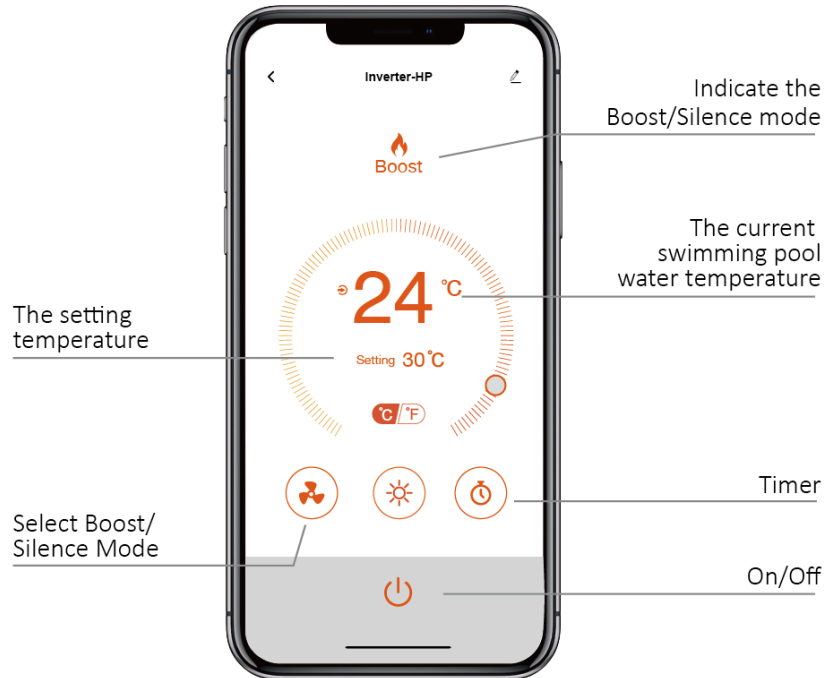 Inverter-HP
Indicate the
Boost/Silence mode
Boost
The current
swimming pool
water temperature
24 °C
The setting
temperature
Setting 30°C
°C/°F
Timer
Select Boost/
Silence Mode
On/Off